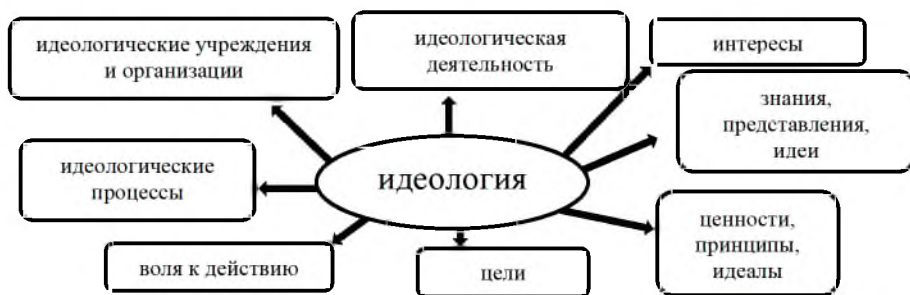 идеологические учреждения
и организации
идеологическая
деятельность
интересы
знания,
представления,
идеи
идеологические
процессы
идеология
ценности,
принципы,
идеалы
воля к действию
цели